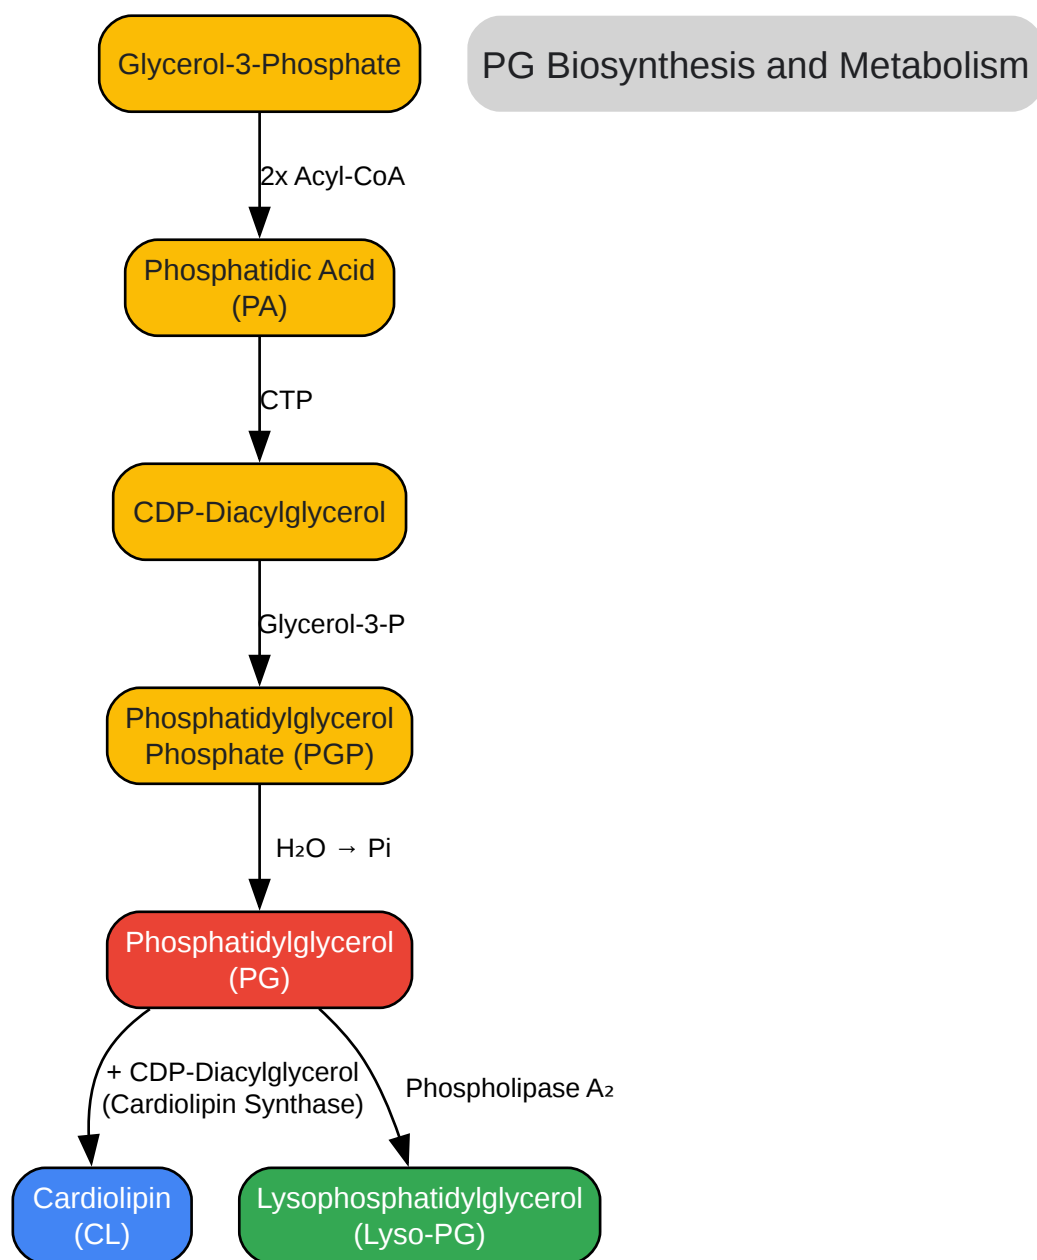 Glycerol-3-Phosphate
PG Biosynthesis and Metabolism
2x Acyl-CoA
Phosphatidic Acid
(PA)
CTP
CDP-Diacylglycerol
Glycerol-3-P
Phosphatidylglycerol
Phosphate (PGP)
H₂O → Pi
Phosphatidylglycerol
(PG)
+ CDP-Diacylglycerol
(Cardiolipin Synthase)
Phospholipase A₂
Cardiolipin
(CL)
Lysophosphatidylglycerol
(Lyso-PG)